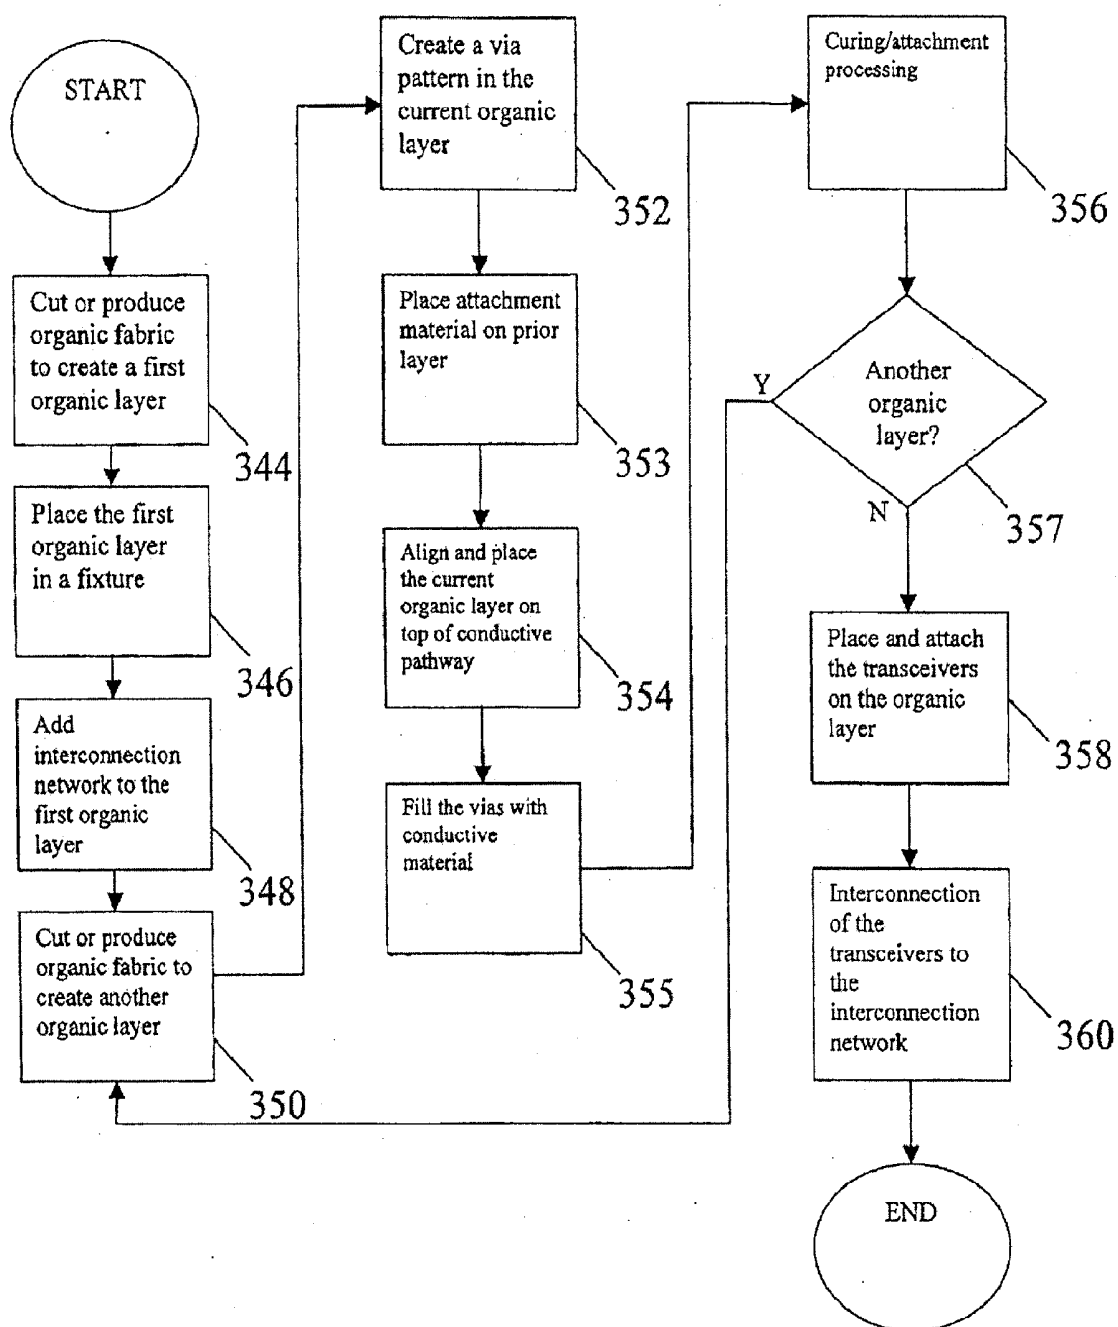 START
Cut or produce
organic fabric
to create a first
organic layer
344
Place the first
organic layer
in a fixture
346
Add
interconnection
network to the
first organic
layer
348
Cut or produce
organic fabric to
create another
organic layer
350
Create a via
pattern in the
current organic
layer
352
Place attachment
material on prior
layer
353
Align and place
the current
organic layer on
top of conductive
pathway
354
Fill the vias with
conductive
material
355
Curing/attachment
processing
356
Another
organic
layer?
Y
N
357
Place and attach
the transceivers
on the organic
layer
358
Interconnection
of the
transceivers to
the
interconnection
network
360
END